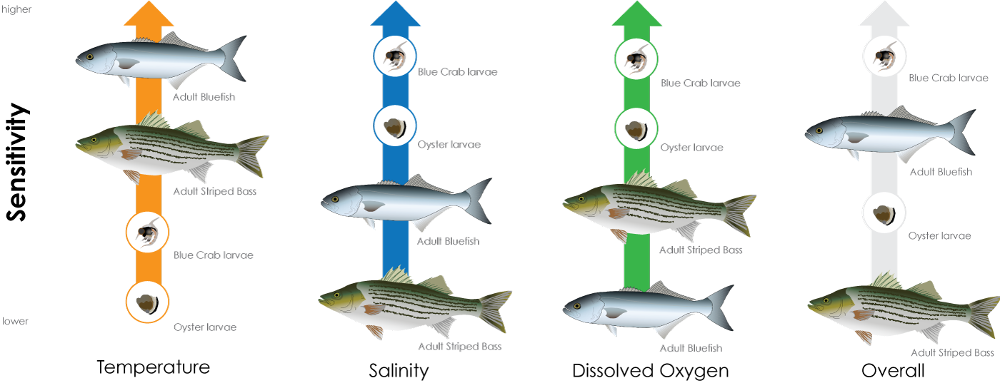 higher
Sensitivity
lower
Adult Bluefish
Adult Striped Bass
Blue Crab larvae
Oyster larvae
Temperature
Blue Crab larvae
Oyster larvae
Adult Bluefish
Adult Striped Bass
Salinity
Blue Crab larvae
Oyster larvae
Adult Striped Bass
Adult Bluefish
Dissolved Oxygen
Blue Crab larvae
Adult Bluefish
Oyster larvae
Adult Striped Bass
Overall